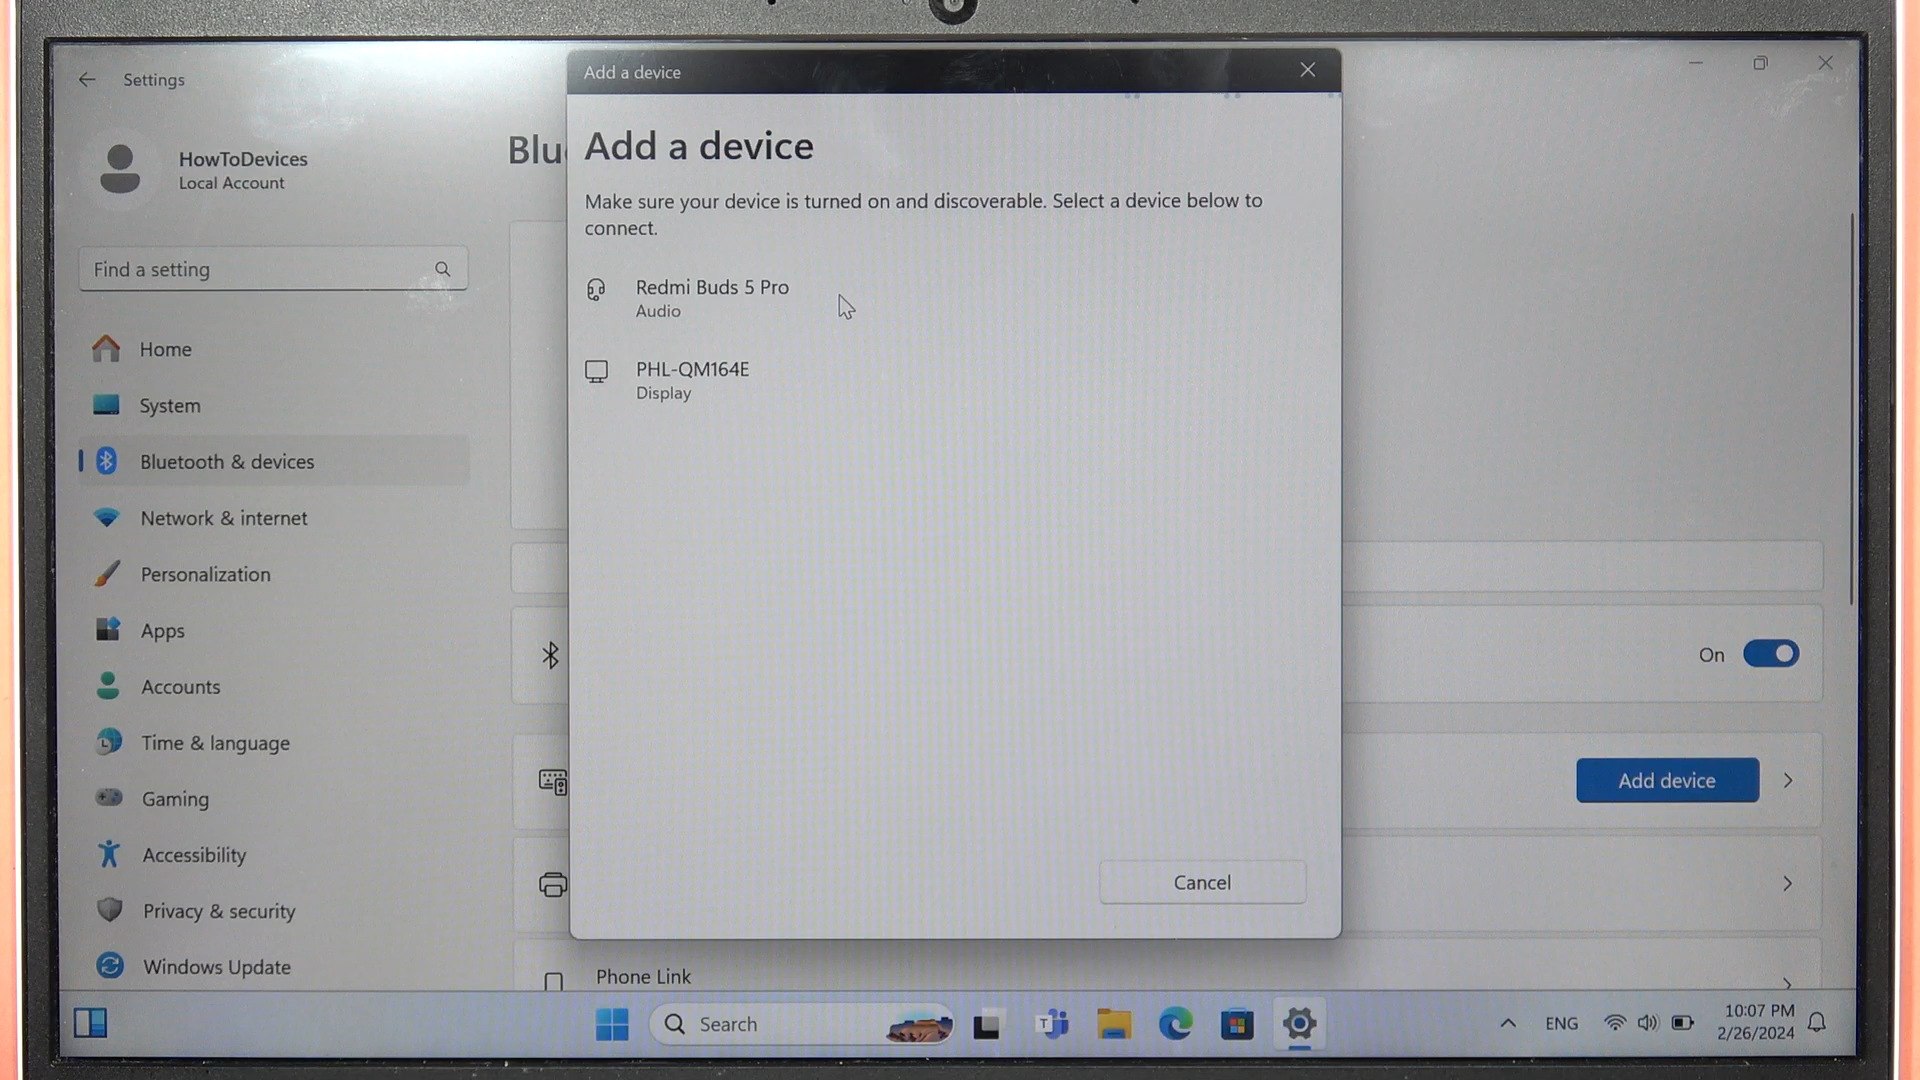 Settings
HowToDevices
Local Account
Find a setting
Home
System
Bluetooth & devices
Network & internet
Personalization
Apps
Accounts
Time & language
Gaming
Accessibility
Privacy & security
Windows Update
Blu
Add a device
Add a device
Make sure your device is turned on and discoverable. Select a device below to
connect.
Redmi Buds 5 Pro
Audio
PHL-QM164E
Display
Cancel
On
Add device
Phone Link
Search
T
ENG
10:07 PM
2/26/2024